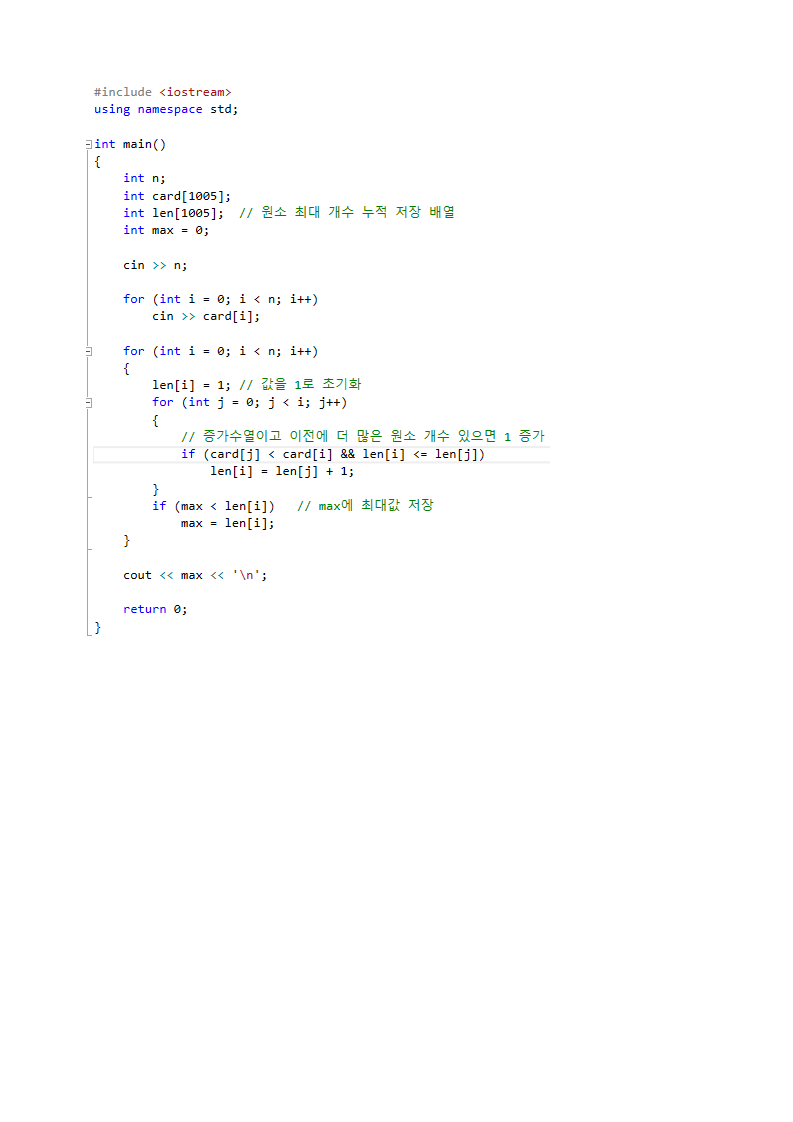 #include <iostream>
using namespace std;
int main()
{
int n;
int card[1005];
int len[1005];  // 원소 최대 개수 누적 저장 배열
int max = 0;
cin >> n;
for (int i = 0; i < n; i++)
cin >> card[i];
for (int i = 0; i < n; i++)
{
len[i] = 1; // 값을 1로 초기화
for (int j = 0; j < i; j++)
{
// 증가수열이고 이전에 더 많은 원소 개수 있으면 1 증가
if (card[j] < card[i] && len[i] <= len[j])
len[i] = len[j] + 1;
}
if (max < len[i])   // max에 최대값 저장
max = len[i];
}
cout << max << '\n';
return 0;
}